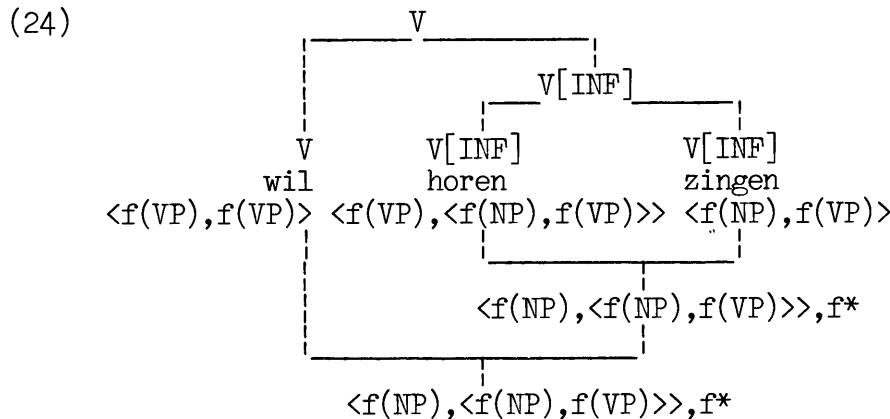 (24) V
V[INF]
V V[INF] V[INF]
wil horen zingen
<f(VP),f(VP)> <f(VP),<f(NP),f(VP)>> <f(NP),f(VP)>
<f(NP),<f(NP),f(VP)>>,f*
<f(NP),<f(NP),f(VP)>>,f*